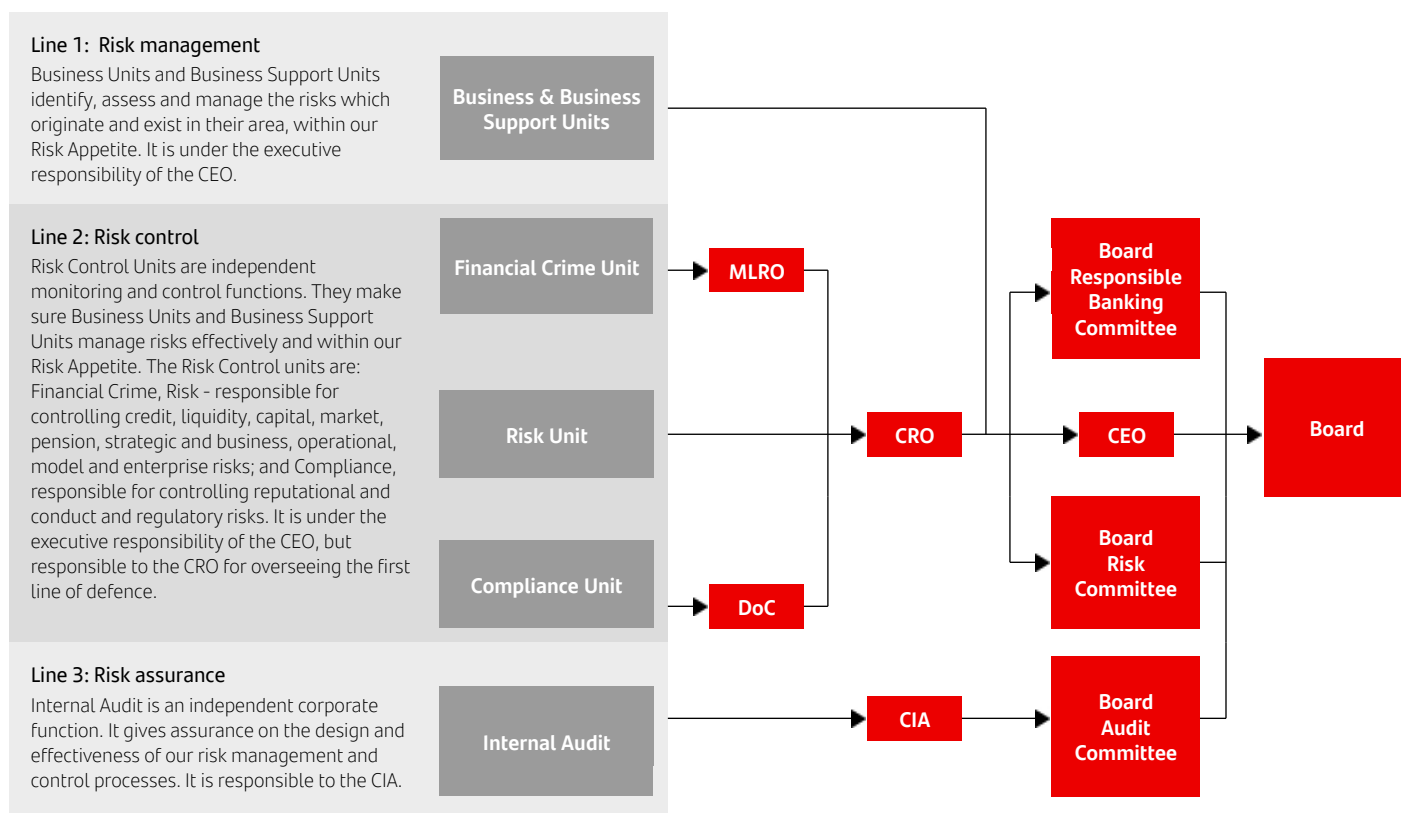 Line 1: Risk management
Business Units and Business Support Units
identify, assess and manage the risks which
originate and exist in their area, within our
Risk Appetite. It is under the executive
responsibility of the CEO.
Business & Business
Support Units
Line 2: Risk control
Risk Control Units are independent
monitoring and control functions. They make
sure Business Units and Business Support
Units manage risks effectively and within our
Risk Appetite. The Risk Control units are:
Financial Crime, Risk - responsible for
controlling credit, liquidity, capital, market,
pension, strategic and business, operational,
model and enterprise risks; and Compliance,
responsible for controlling reputational and
conduct and regulatory risks. It is under the
executive responsibility of the CEO, but
responsible to the CRO for overseeing the first
line of defence.
Financial Crime Unit
MLRO
Risk Unit
Compliance Unit
DoC
CRO
Board
Responsible
Banking
Committee
CEO
Board
Risk
Committee
Board
Line 3: Risk assurance
Internal Audit is an independent corporate
function. It gives assurance on the design and
effectiveness of our risk management and
control processes. It is responsible to the CIA.
Internal Audit
CIA
Board
Audit
Committee